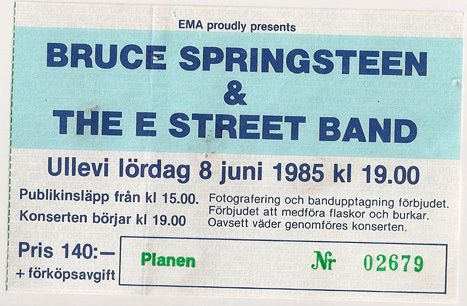 EMA proudly presents
BRUCE SPRINGSTEEN
&
THE E STREET BAND
Ullevi lördag 8 juni 1985 kl 19.00
Publikinsläpp från kl 15.00.
Konserten börjar kl 19.00
Fotografering och bandupptagning förbjudet.
Förbjudet att medföra flaskor och burkar.
Oavsett väder genomföres konserten.
Pris 140:—
+ förköpsavgift
Planen Nr 02679